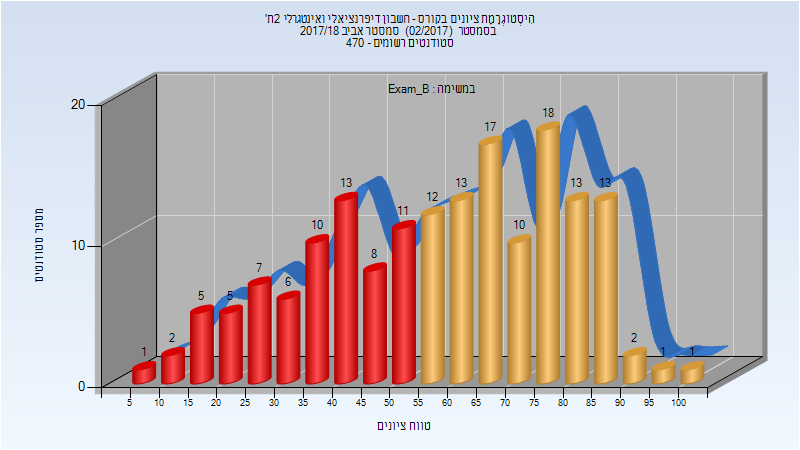 היסטוגרמת ציונים בקורס - חשבון דיפרנציאלי ואינטגרלי 2ת'
בסמסטר (02/2017) סמסטר אביב 2017/18
סטודנטים רשומים - 470
במשימה : Exam_B
20
10
0
מספר סטודנטים
1 2 5 5 7 6 10 13 8 11 12 13 17 10 18 13 13 2 1 1
5 10 15 20 25 30 35 40 45 50 55 60 65 70 75 80 85 90 95 100
טווח ציונים